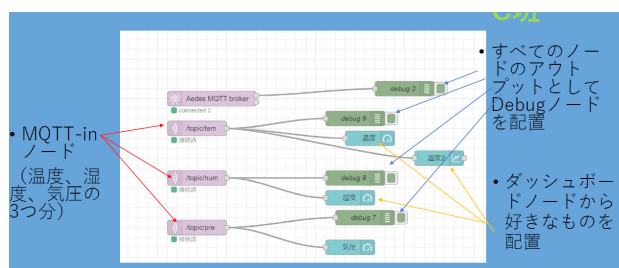 C班
• すべてのノー
ドのアウト
プットとして
Debugノード
を配置
debug 2
Aedes MQTT broker
connected 2
debug 9
/topic/tem
接続済
温度
温度2
• MQTT-in
ノード
(温度、湿
度、気圧の
3つ分)
/topic/hum
接続済
debug 8
湿度
• ダッシュボー
ドノードから
好きなものを
配置
/topic/pre
接続済
debug 7
気圧